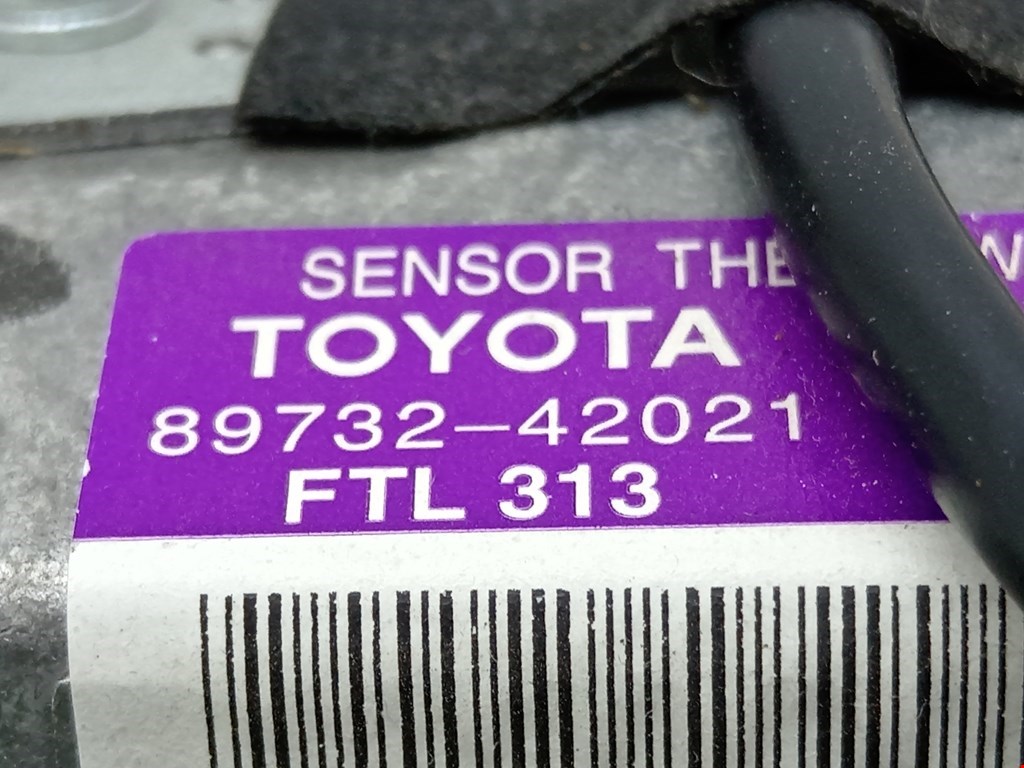 SENSOR THE
TOYOTA
89732-42021
FTL 313